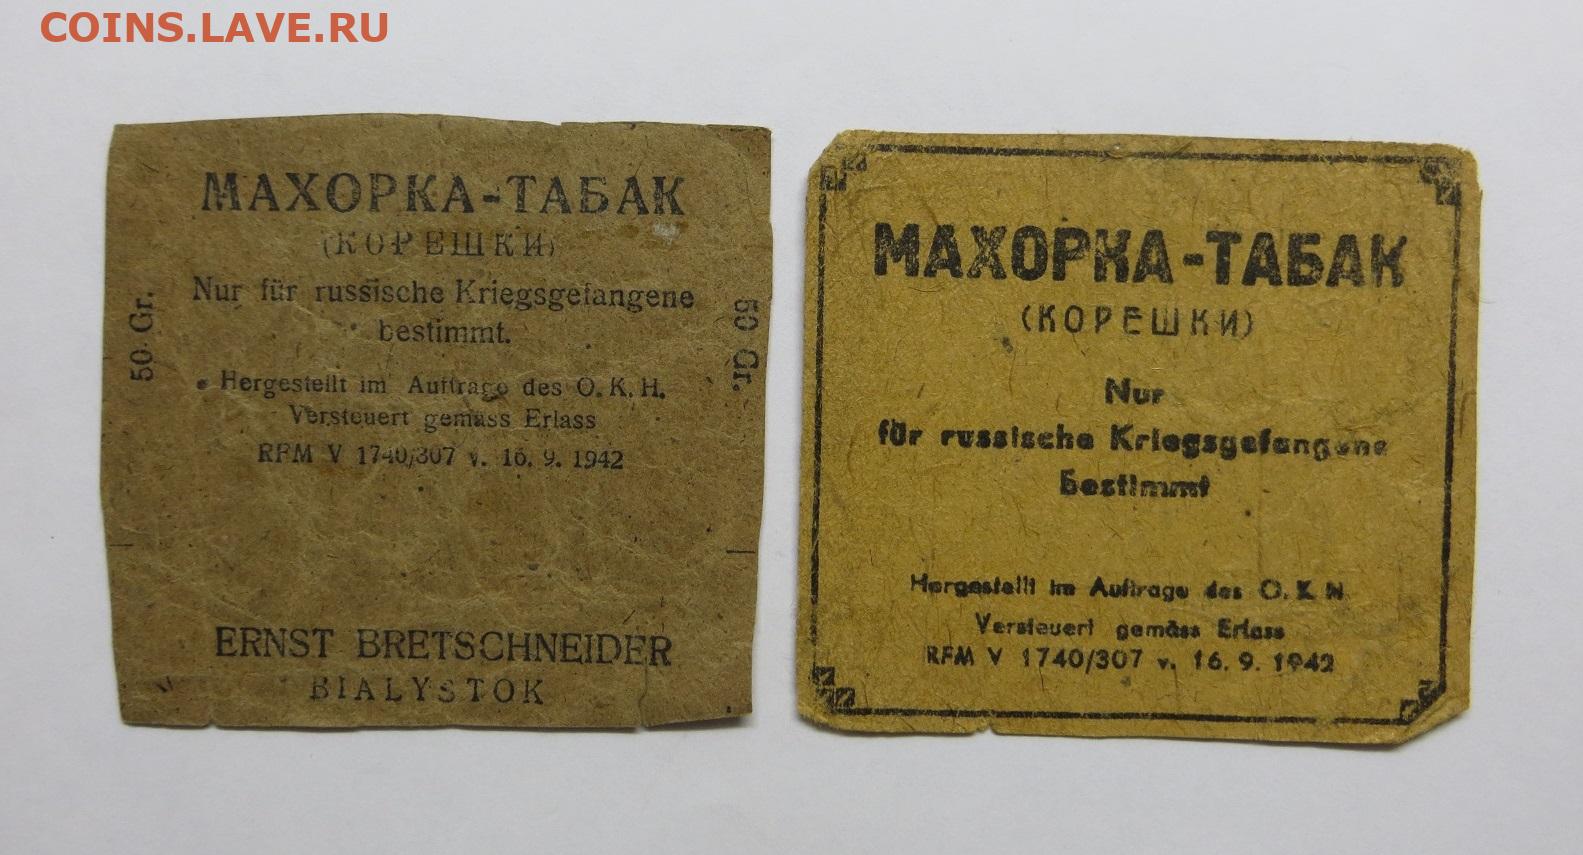 COINS.LAVE.RU
МАХОРКА-ТАБАК
(КОРЕШКИ)
Nur für russische Kriegsgefangene
bestimmt.
Hergestellt im Auftrage des O. K. H.
Versteuert gemäss Erlass
RFM V 1740/307 v. 16. 9. 1942
50 Gr.
50 Gr.
ERNST BRETSCHNEIDER
BIALYSTOK
МАХОРКА-ТАБАК
(КОРЕШКИ)
Nur
für russische Kriegsgefangene
bestimmt
Hergestellt im Auftrage des O. K. H.
Versteuert gemäss Erlass
RFM V 1740/307 v. 16. 9. 1942